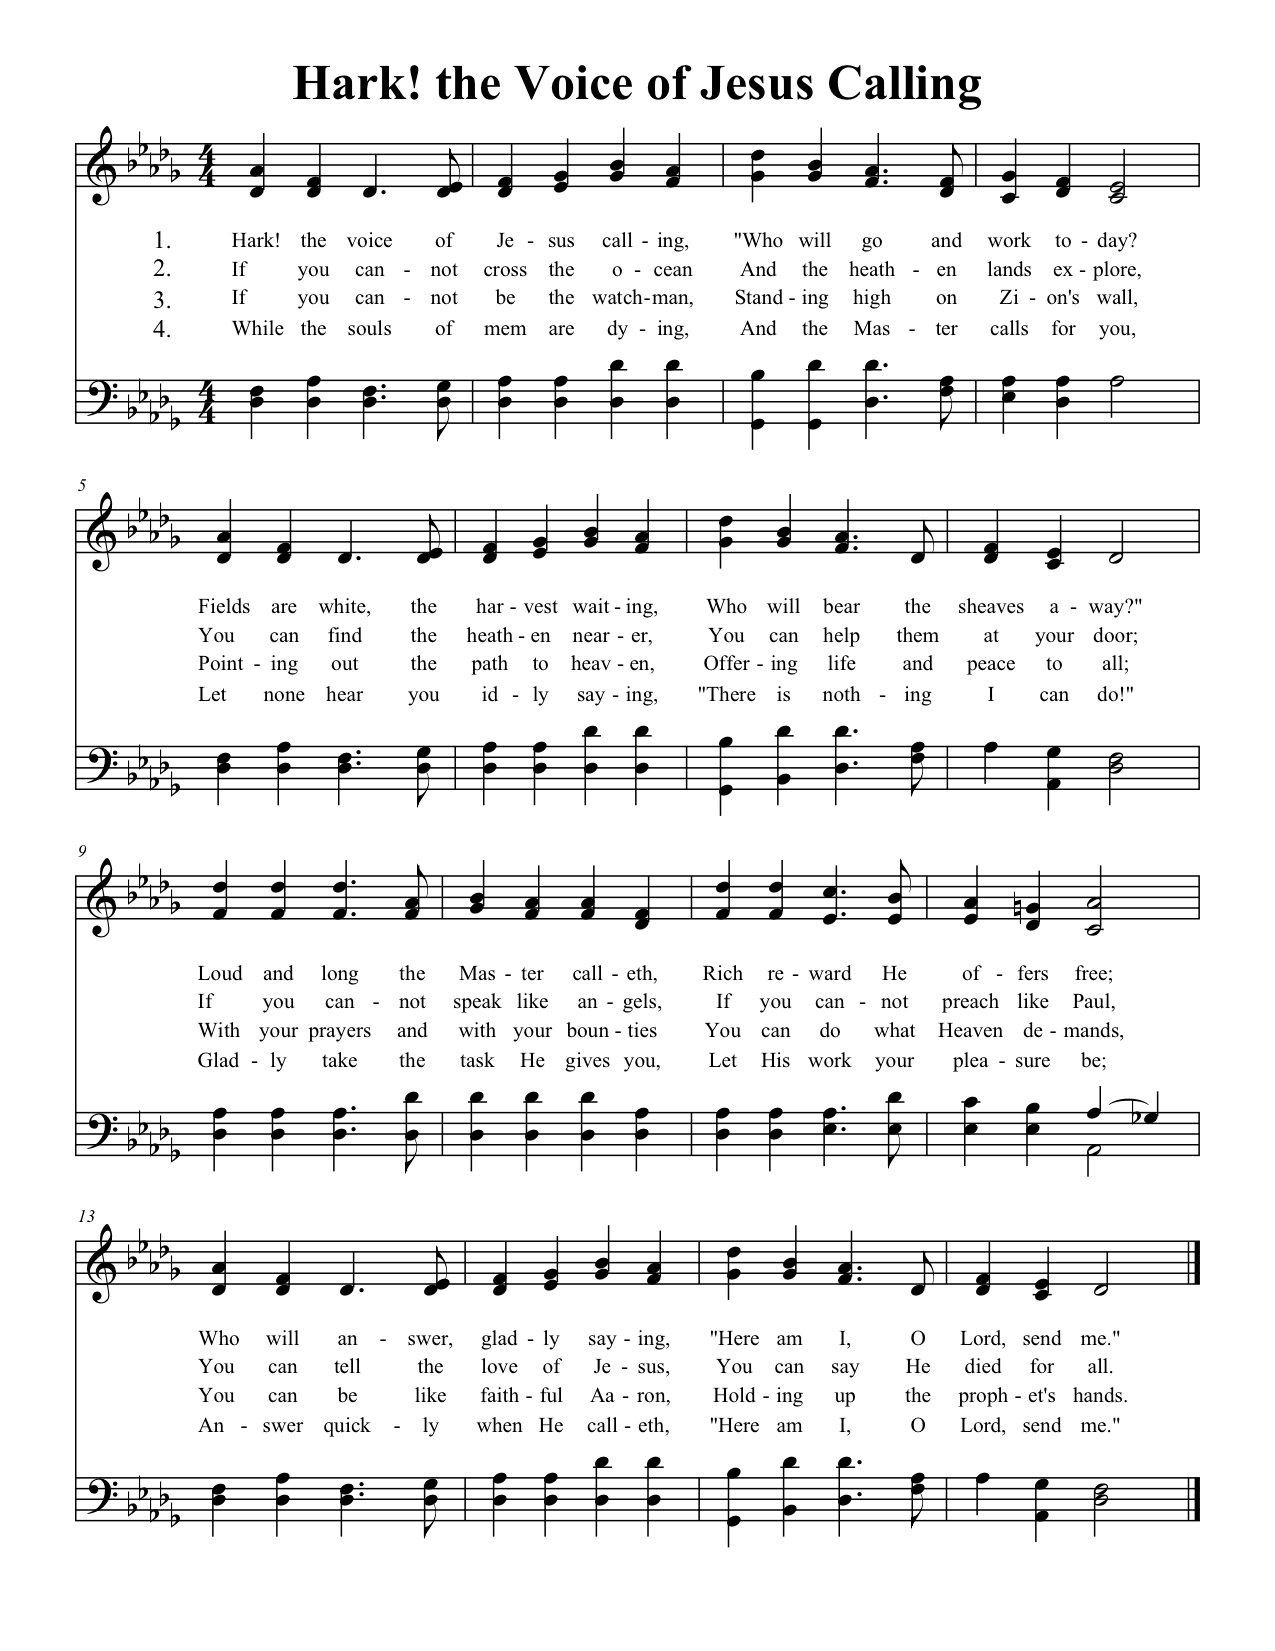 Hark! the Voice of Jesus Calling
1. Hark! the voice of Je - sus call - ing, "Who will go and work to - day?
2. If you can - not cross the o - cean And the heath - en lands ex - plore,
3. If you can - not be the watch - man, Stand - ing high on Zi - on's wall,
4. While the souls of mem are dy - ing, And the Mas - ter calls for you,
5
Fields are white, the har - vest wait - ing, Who will bear the sheaves a - way?"
You can find the heath - en near - er, You can help them at your door;
Point - ing out the path to heav - en, Offer - ing life and peace to all;
Let none hear you id - ly say - ing, "There is noth - ing I can do!"
9
Loud and long the Mas - ter call - eth, Rich re - ward He of - fers free;
If you can - not speak like an - gels, If you can - not preach like Paul,
With your prayers and with your boun - ties You can do what Heaven de - mands,
Glad - ly take the task He gives you, Let His work your plea - sure be;
13
Who will an - swer, glad - ly say - ing, "Here am I, O Lord, send me."
You can tell the love of Je - sus, You can say He died for all.
You can be like faith - ful Aa - ron, Hold - ing up the proph - et's hands.
An - swer quick - ly when He call - eth, "Here am I, O Lord, send me."